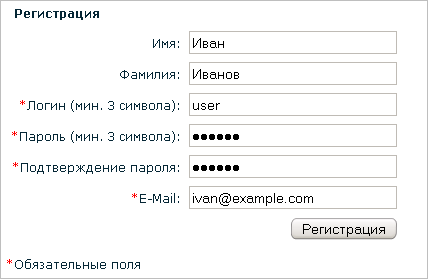 Регистрация
Имя: Иван
Фамилия: Иванов
*Логин (мин. 3 символа): user
*Пароль (мин. 3 символа): ●●●●●●
*Подтверждение пароля: ●●●●●●
*E-Mail: ivan@example.com
Регистрация
*Обязательные поля